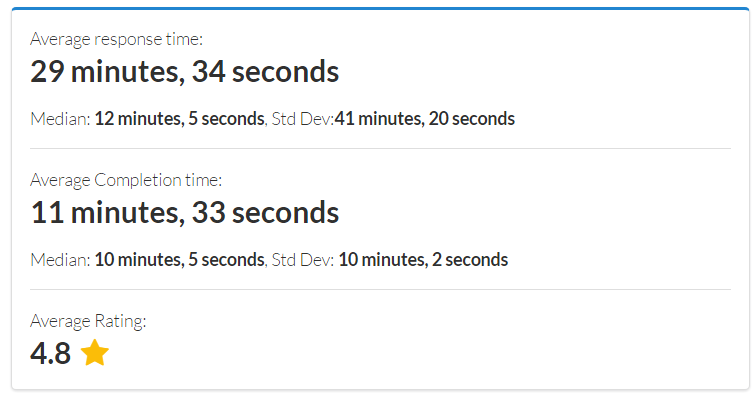 Average response time:
29 minutes, 34 seconds
Median: 12 minutes, 5 seconds, Std Dev:41 minutes, 20 seconds
Average Completion time:
11 minutes, 33 seconds
Median: 10 minutes, 5 seconds, Std Dev: 10 minutes, 2 seconds
Average Rating:
4.8